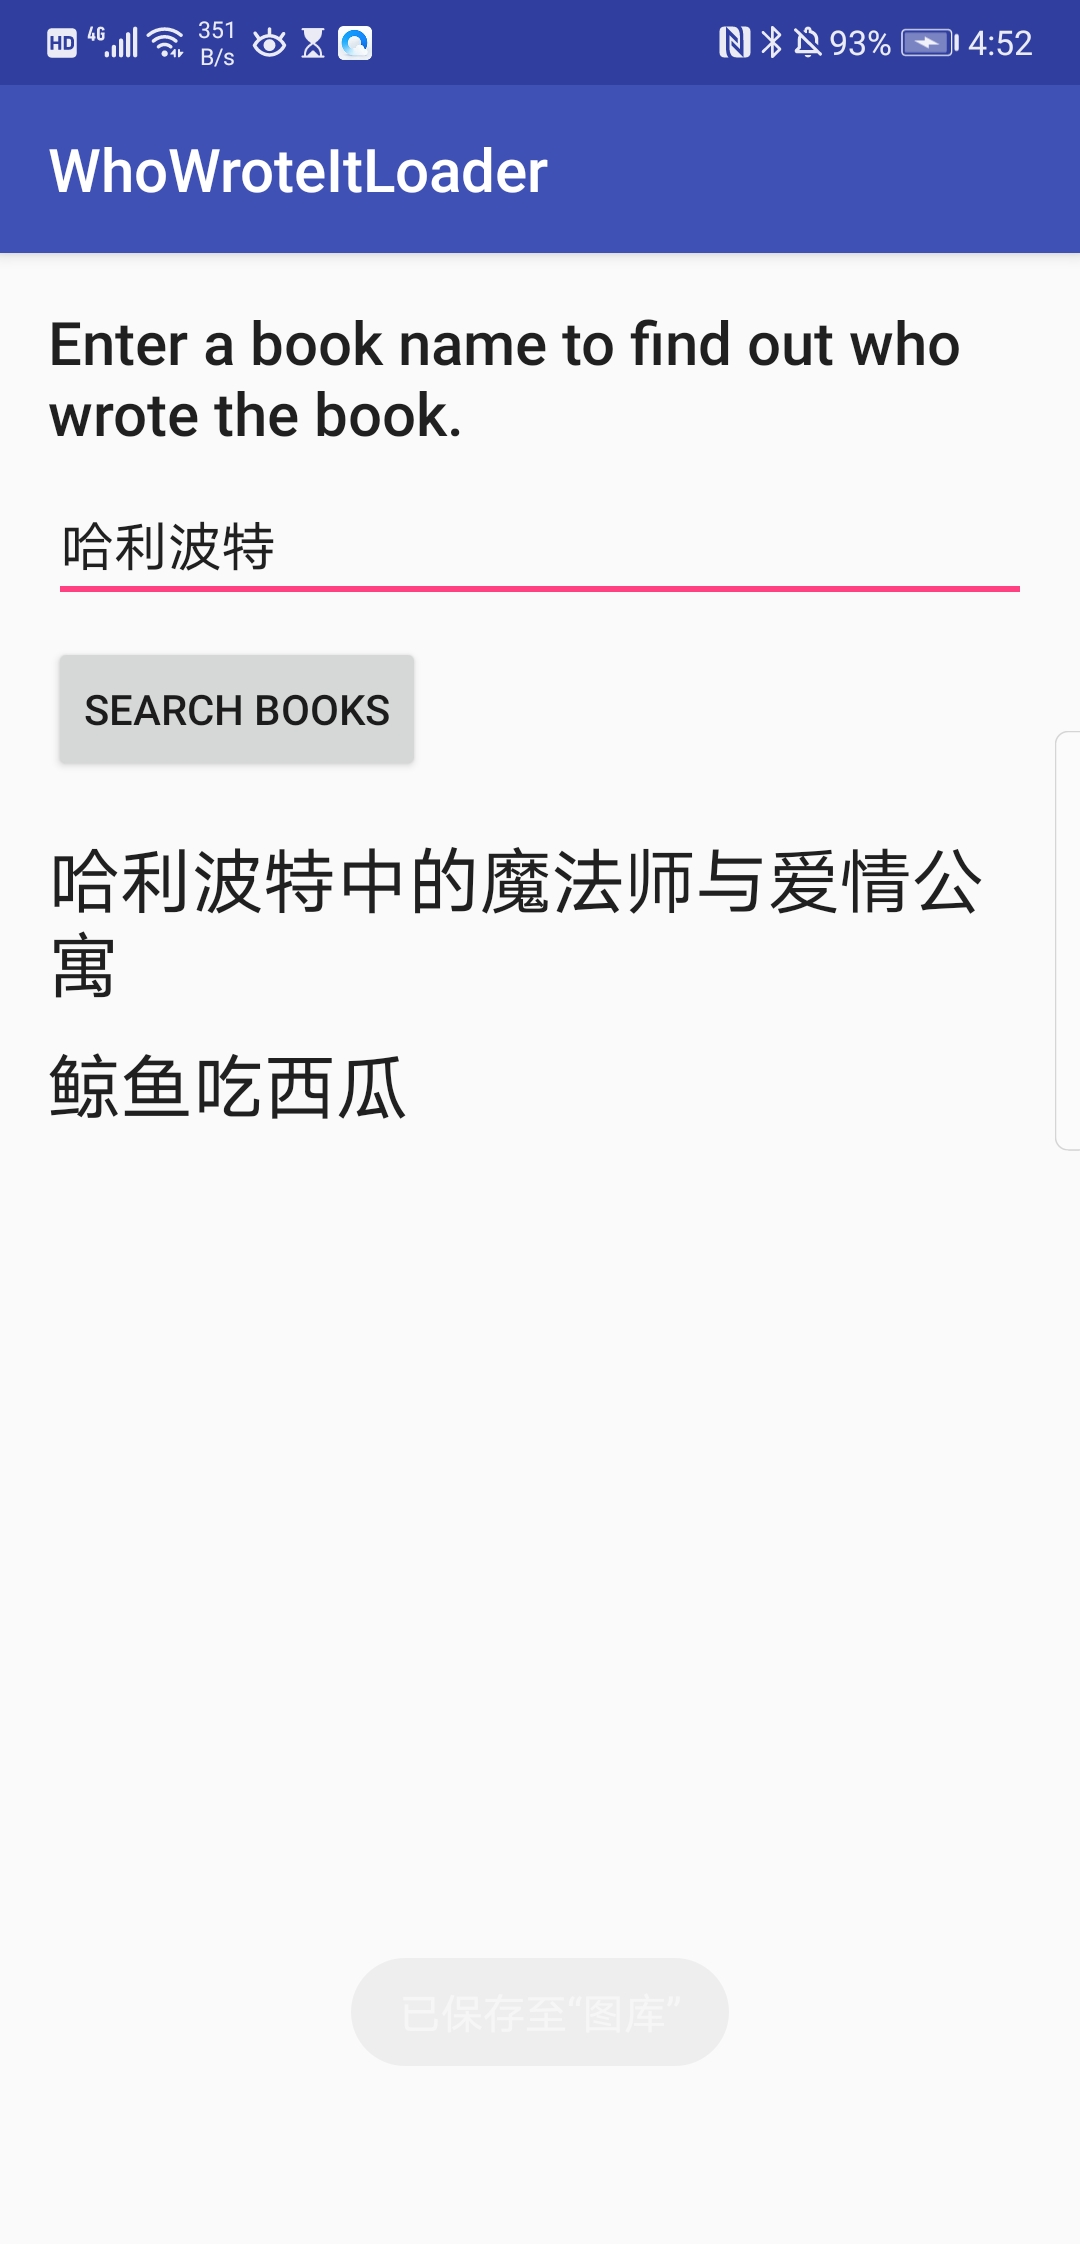 HD 4G 351 B/s 93% 4:52
WhoWroteItLoader
Enter a book name to find out who
wrote the book.
哈利波特
SEARCH BOOKS
哈利波特中的魔法师与爱情公
寓
鲸鱼吃西瓜
已保存至“图库”